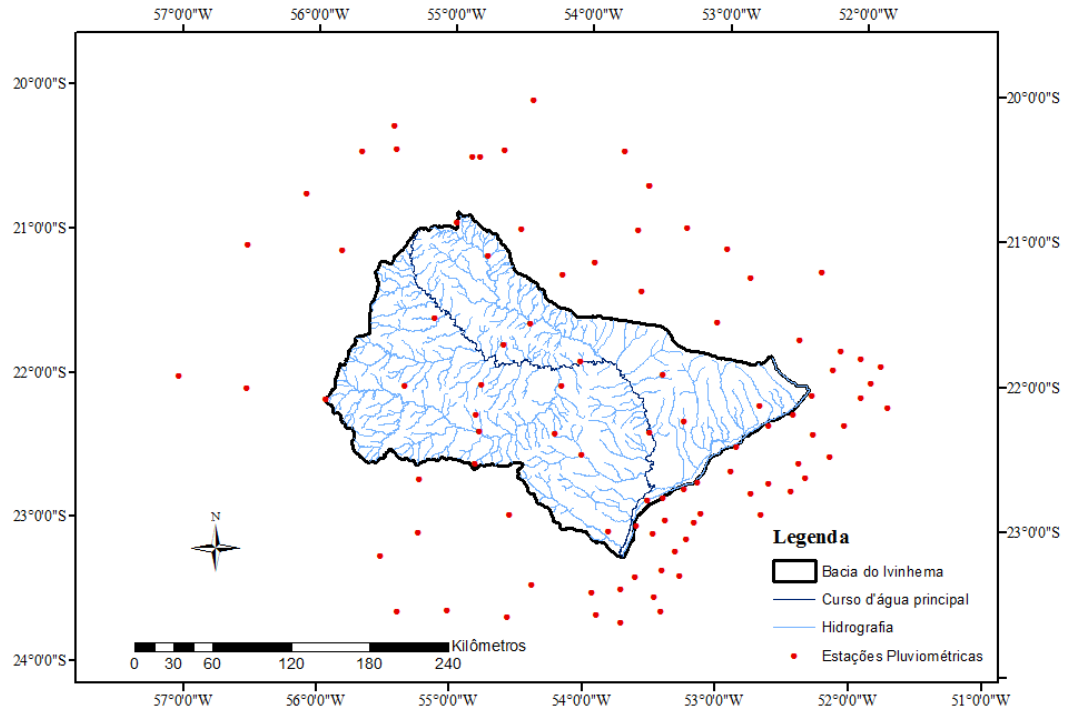 57°0'0"W 56°0'0"W 55°0'0"W 54°0'0"W 53°0'0"W 52°0'0"W
20°0'0"S 20°0'0"S
21°0'0"S 21°0'0"S
22°0'0"S 22°0'0"S
23°0'0"S 23°0'0"S
N
Legenda
Bacia do Ivinhema
Curso d'água principal
Hidrografia
Estações Pluviométricas
Kilômetros
0 30 60 120 180 240
24°0'0"S
57°0'0"W 56°0'0"W 55°0'0"W 54°0'0"W 53°0'0"W 52°0'0"W 51°0'0"W